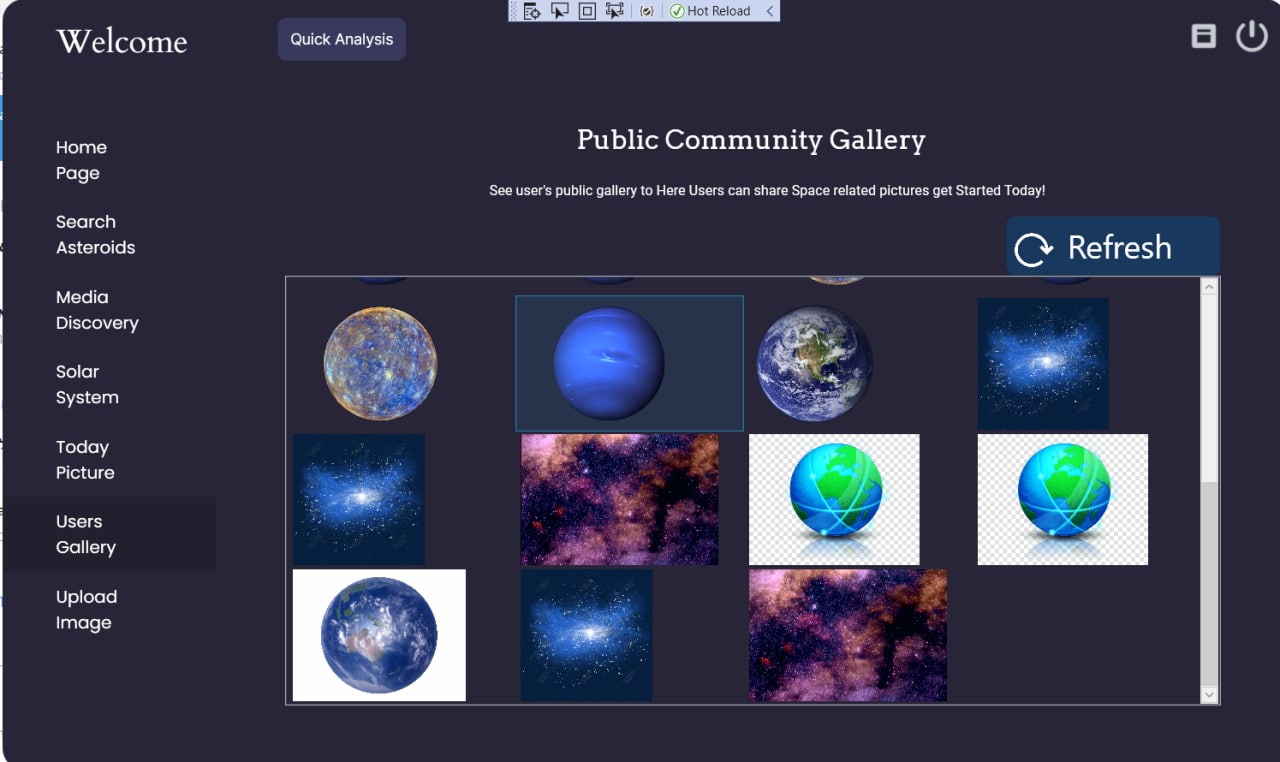 Hot Reload
Welcome
Quick Analysis
Public Community Gallery
See user's public gallery to Here Users can share Space related pictures get Started Today!
Refresh
Home
Page
Search
Asteroids
Media
Discovery
Solar
System
Today
Picture
Users
Gallery
Upload
Image